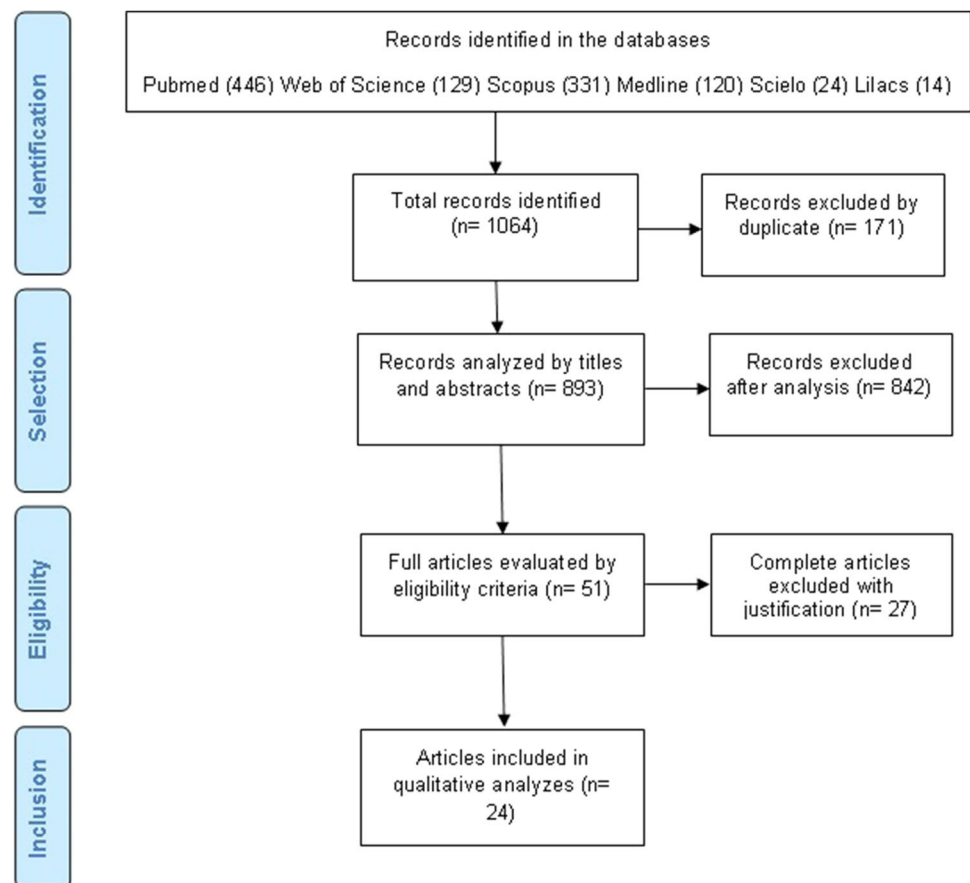 Identification
Records identified in the databases
Pubmed (446) Web of Science (129) Scopus (331) Medline (120) Scielo (24) Lilacs (14)
Total records identified
(n= 1064)
Records excluded by
duplicate (n= 171)
Selection
Records analyzed by titles
and abstracts (n= 893)
Records excluded
after analysis (n= 842)
Eligibility
Full articles evaluated by
eligibility criteria (n= 51)
Complete articles
excluded with
justification (n= 27)
Inclusion
Articles included in
qualitative analyzes (n=
24)